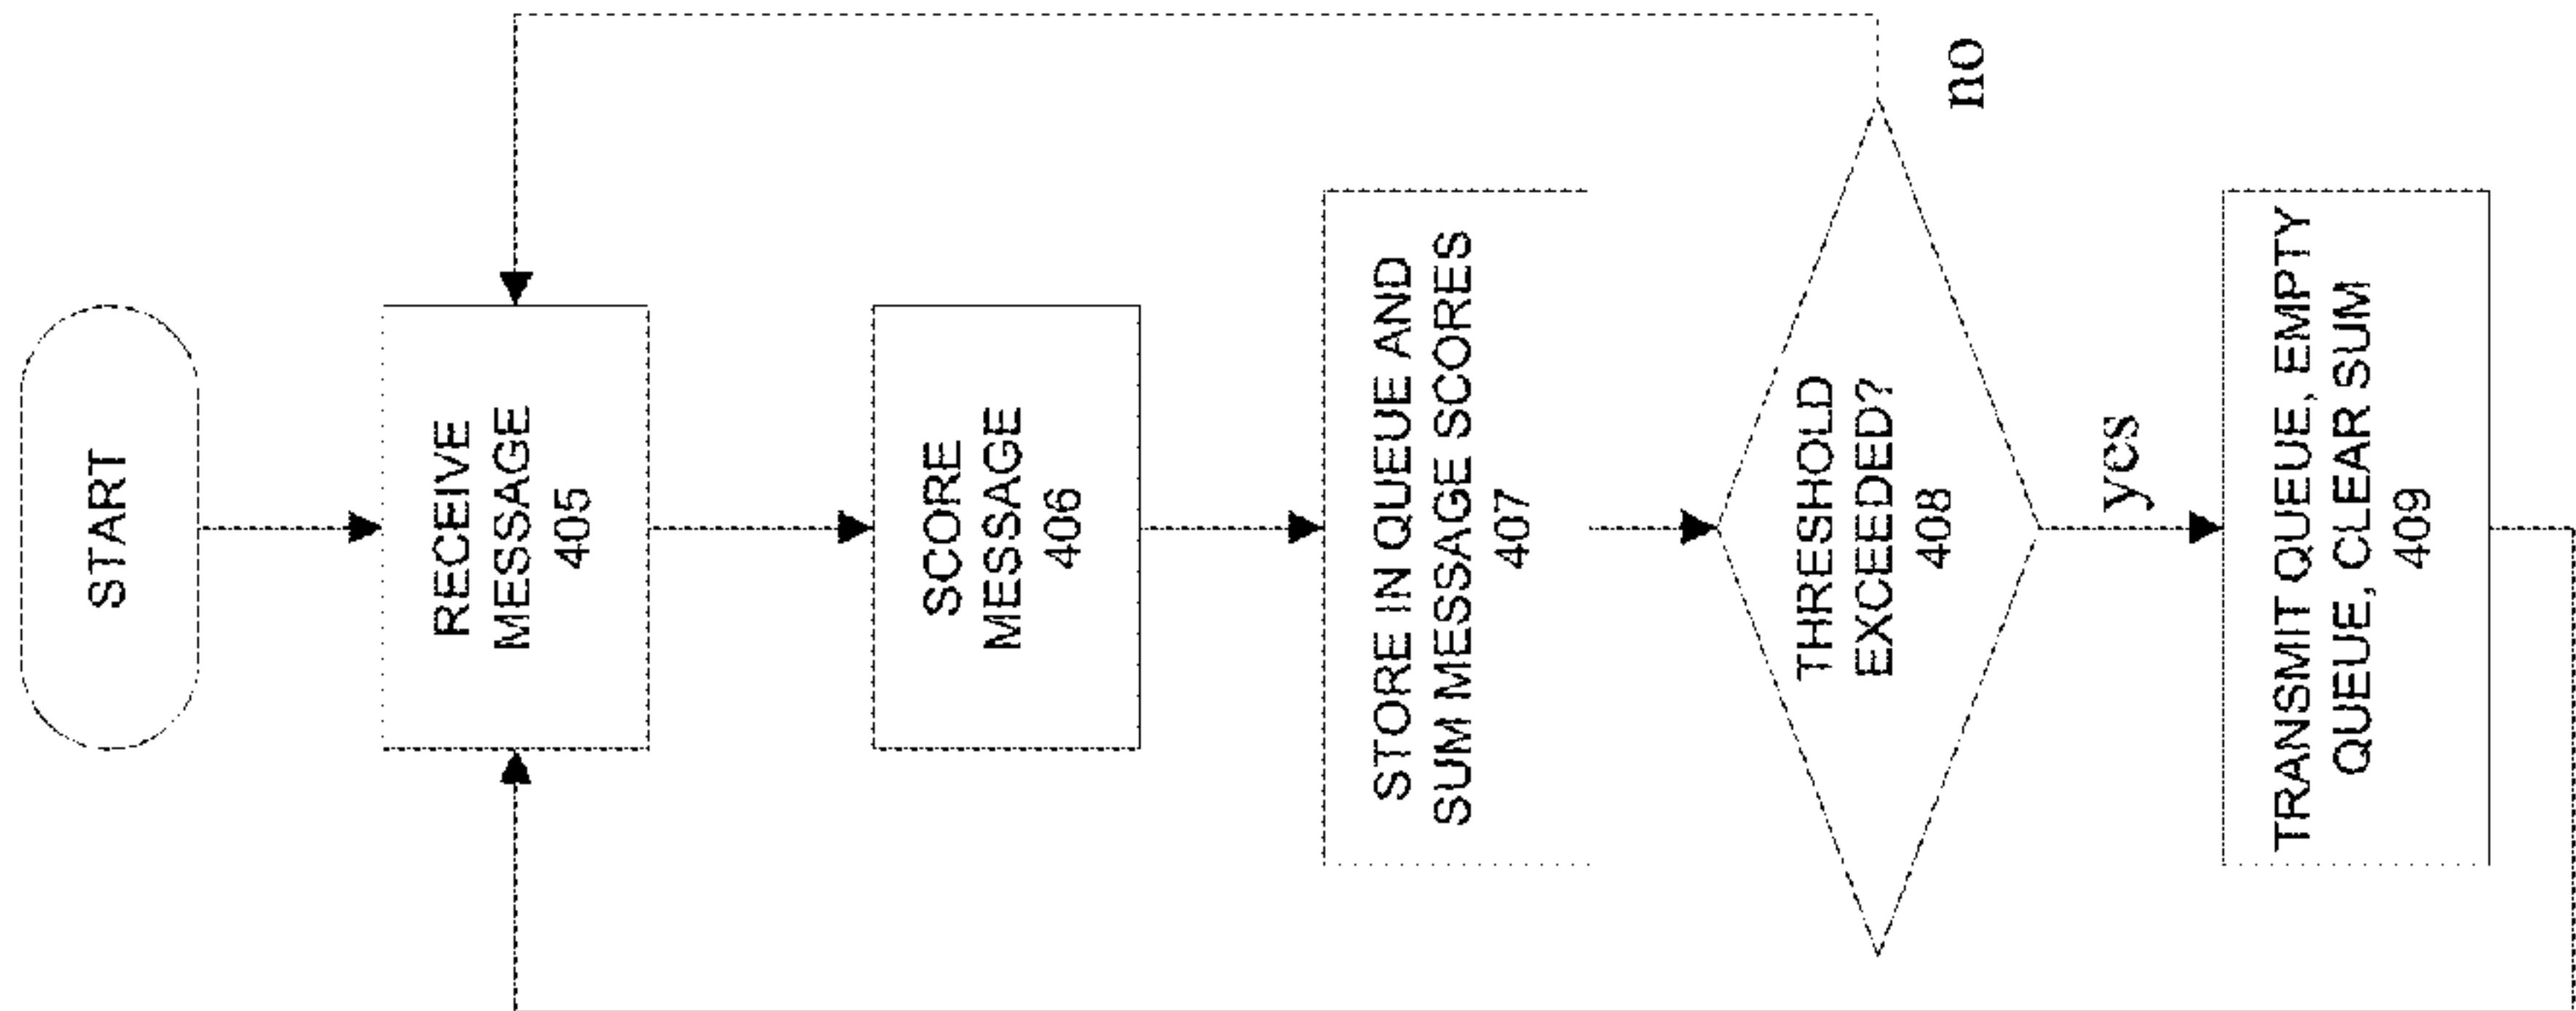 START
RECEIVE
MESSAGE
405
SCORE
MESSAGE
406
STORE IN QUEUE AND
SUM MESSAGE SCORES
407
THRESHOLD
EXCEEDED?
408
no
yes
TRANSMIT QUEUE, EMPTY
QUEUE, CLEAR SUM
409